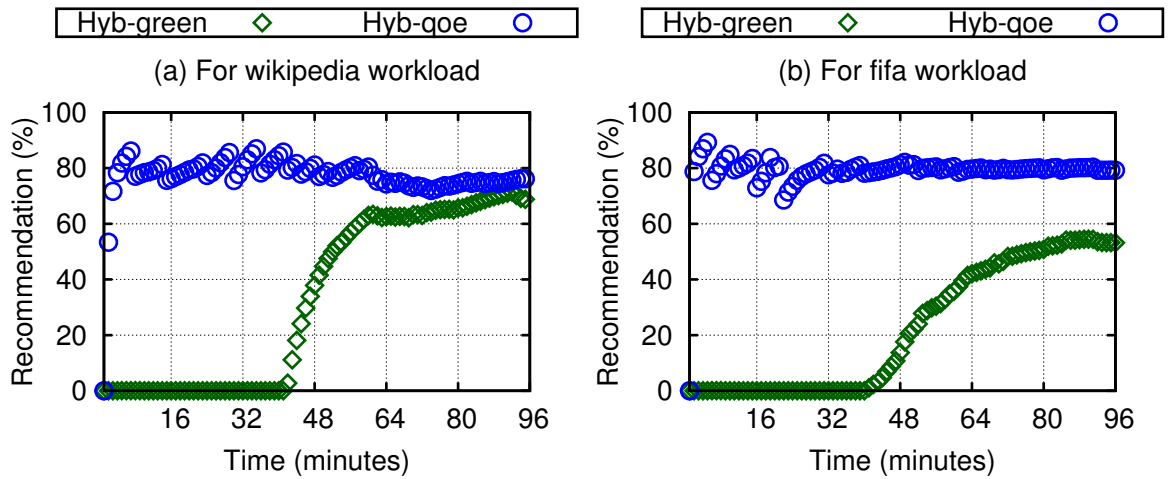 Hyb-green Hyb-qoe
(a) For wikipedia workload
Recommendation (%)
100
80
60
40
20
0
16 32 48 64 80 96
Time (minutes)
Hyb-green Hyb-qoe
(b) For fifa workload
Recommendation (%)
100
80
60
40
20
0
16 32 48 64 80 96
Time (minutes)